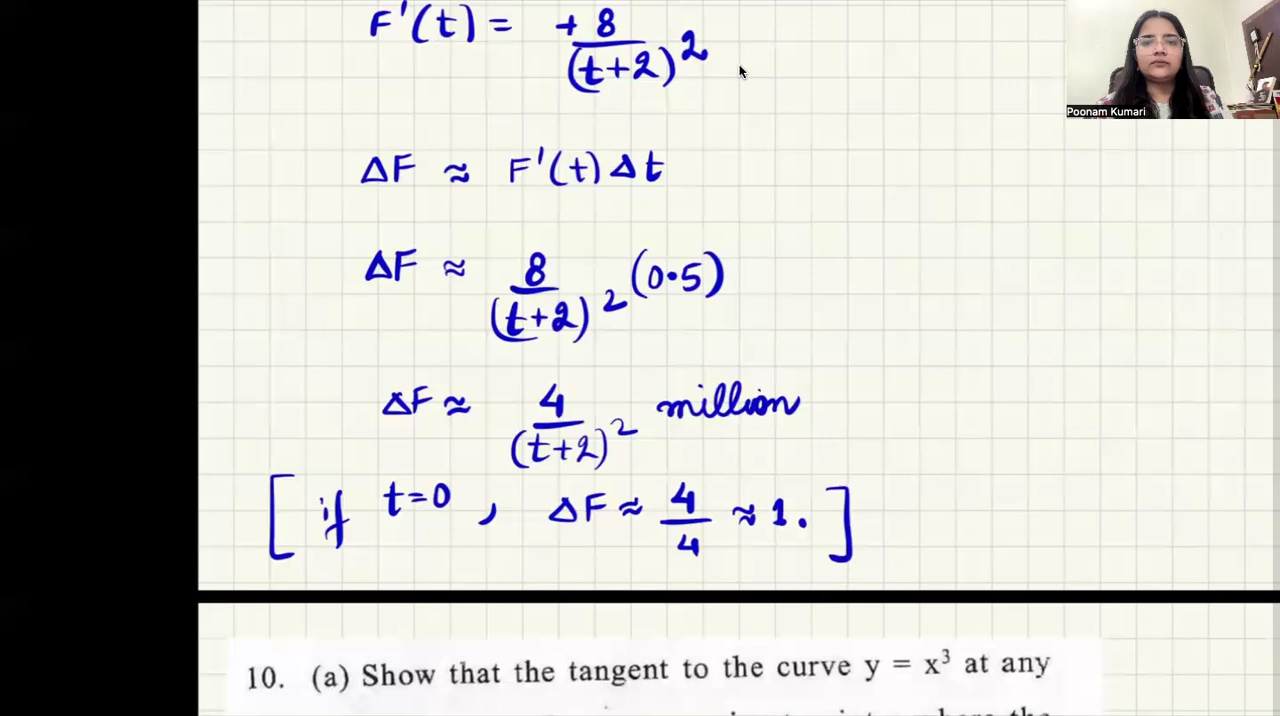 F'(t) = +8/(t+2)²
Poonam Kumari
ΔF ≈ F'(t) Δt
ΔF ≈ 8/(t+2)² (0.5)
ΔF ≈ 4/(t+2)² million
[ if t=0 , ΔF ≈ 4/4 ≈ 1. ]
10. (a) Show that the tangent to the curve y = x³ at any